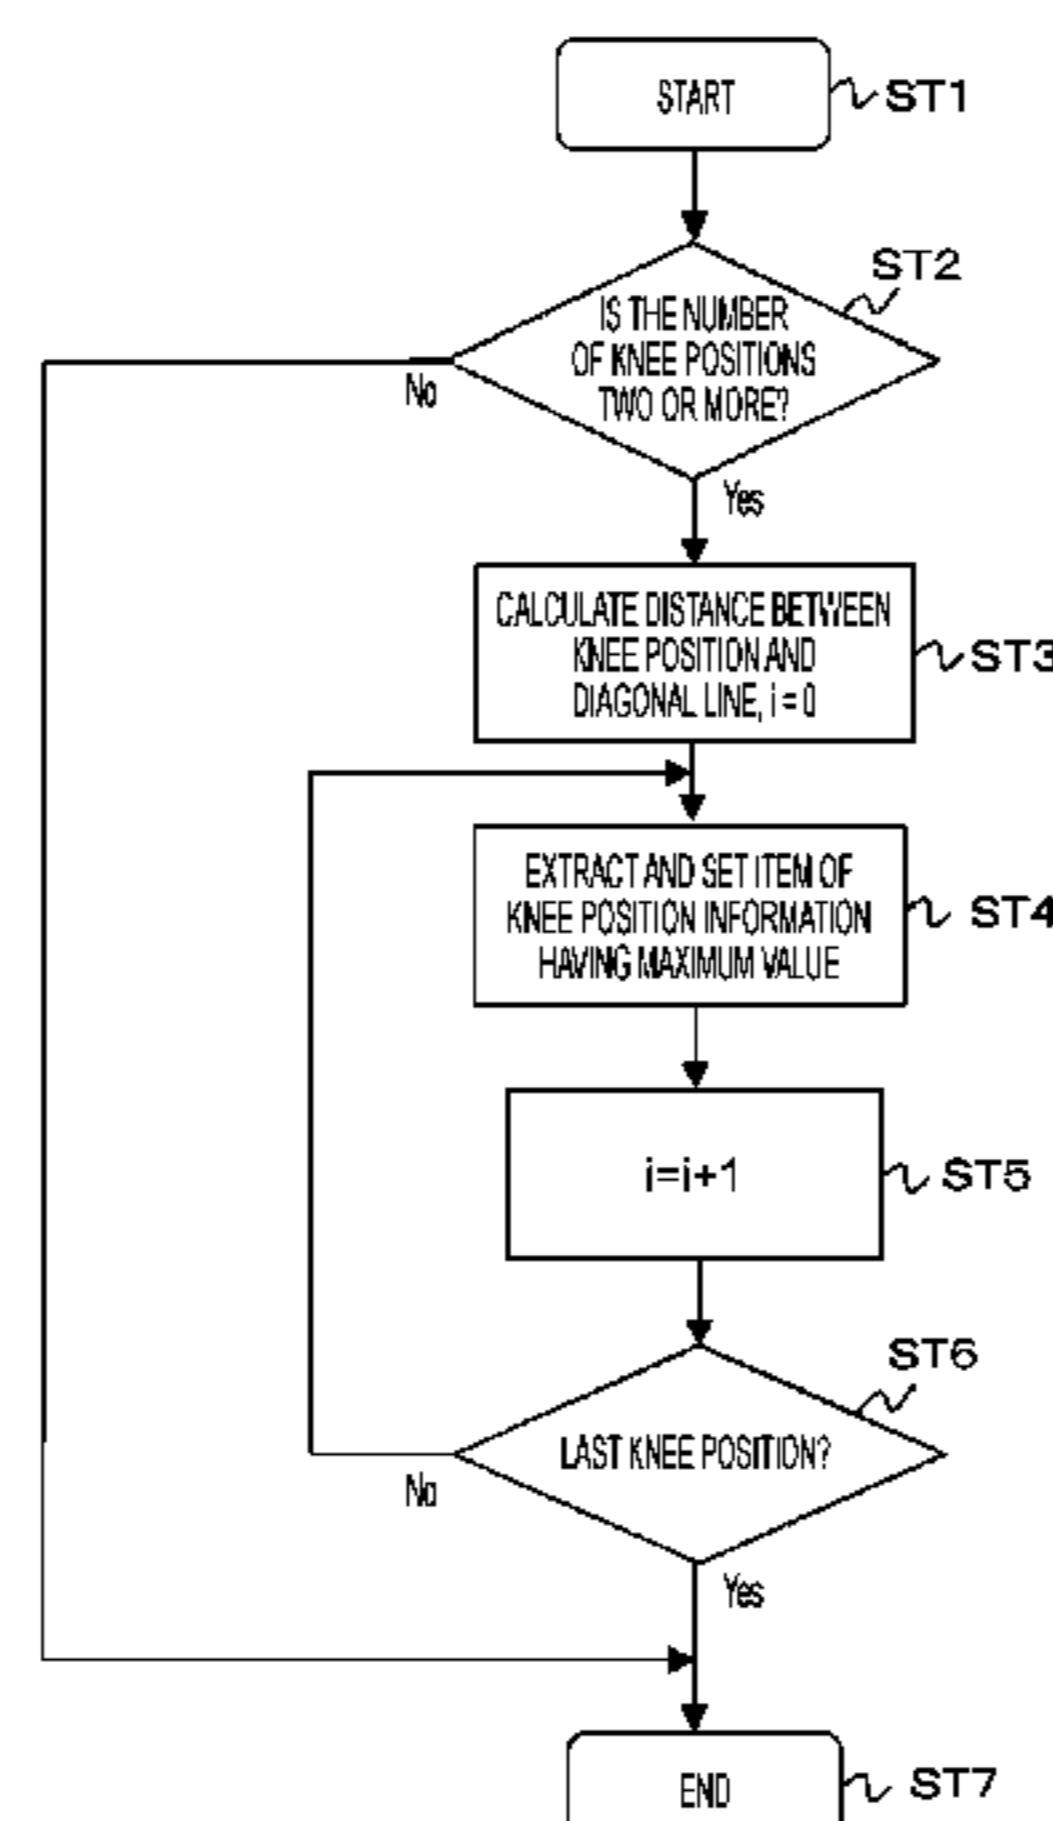 START
ST1
ST2
IS THE NUMBER
OF KNEE POSITIONS
TWO OR MORE?
No
Yes
CALCULATE DISTANCE BETWEEN
KNEE POSITION AND
DIAGONAL LINE, i = 0
ST3
EXTRACT AND SET ITEM OF
KNEE POSITION INFORMATION
HAVING MAXIMUM VALUE
ST4
i=i+1
ST5
ST6
LAST KNEE POSITION?
No
Yes
END
ST7